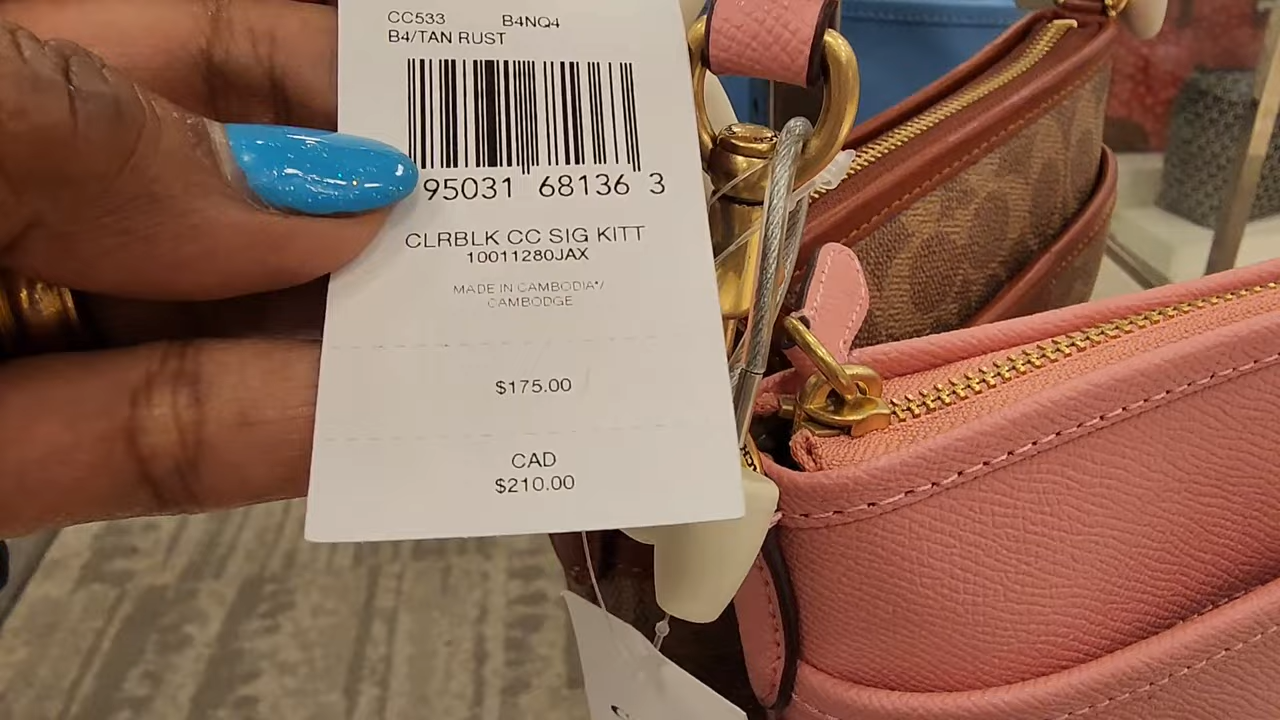 CC533 B4NQ4
B4/TAN RUST
95031 68136 3
CLRBLK CC SIG KITT
10011280JAX
MADE IN CAMBODIA*/
CAMBODGE
$175.00
CAD
$210.00